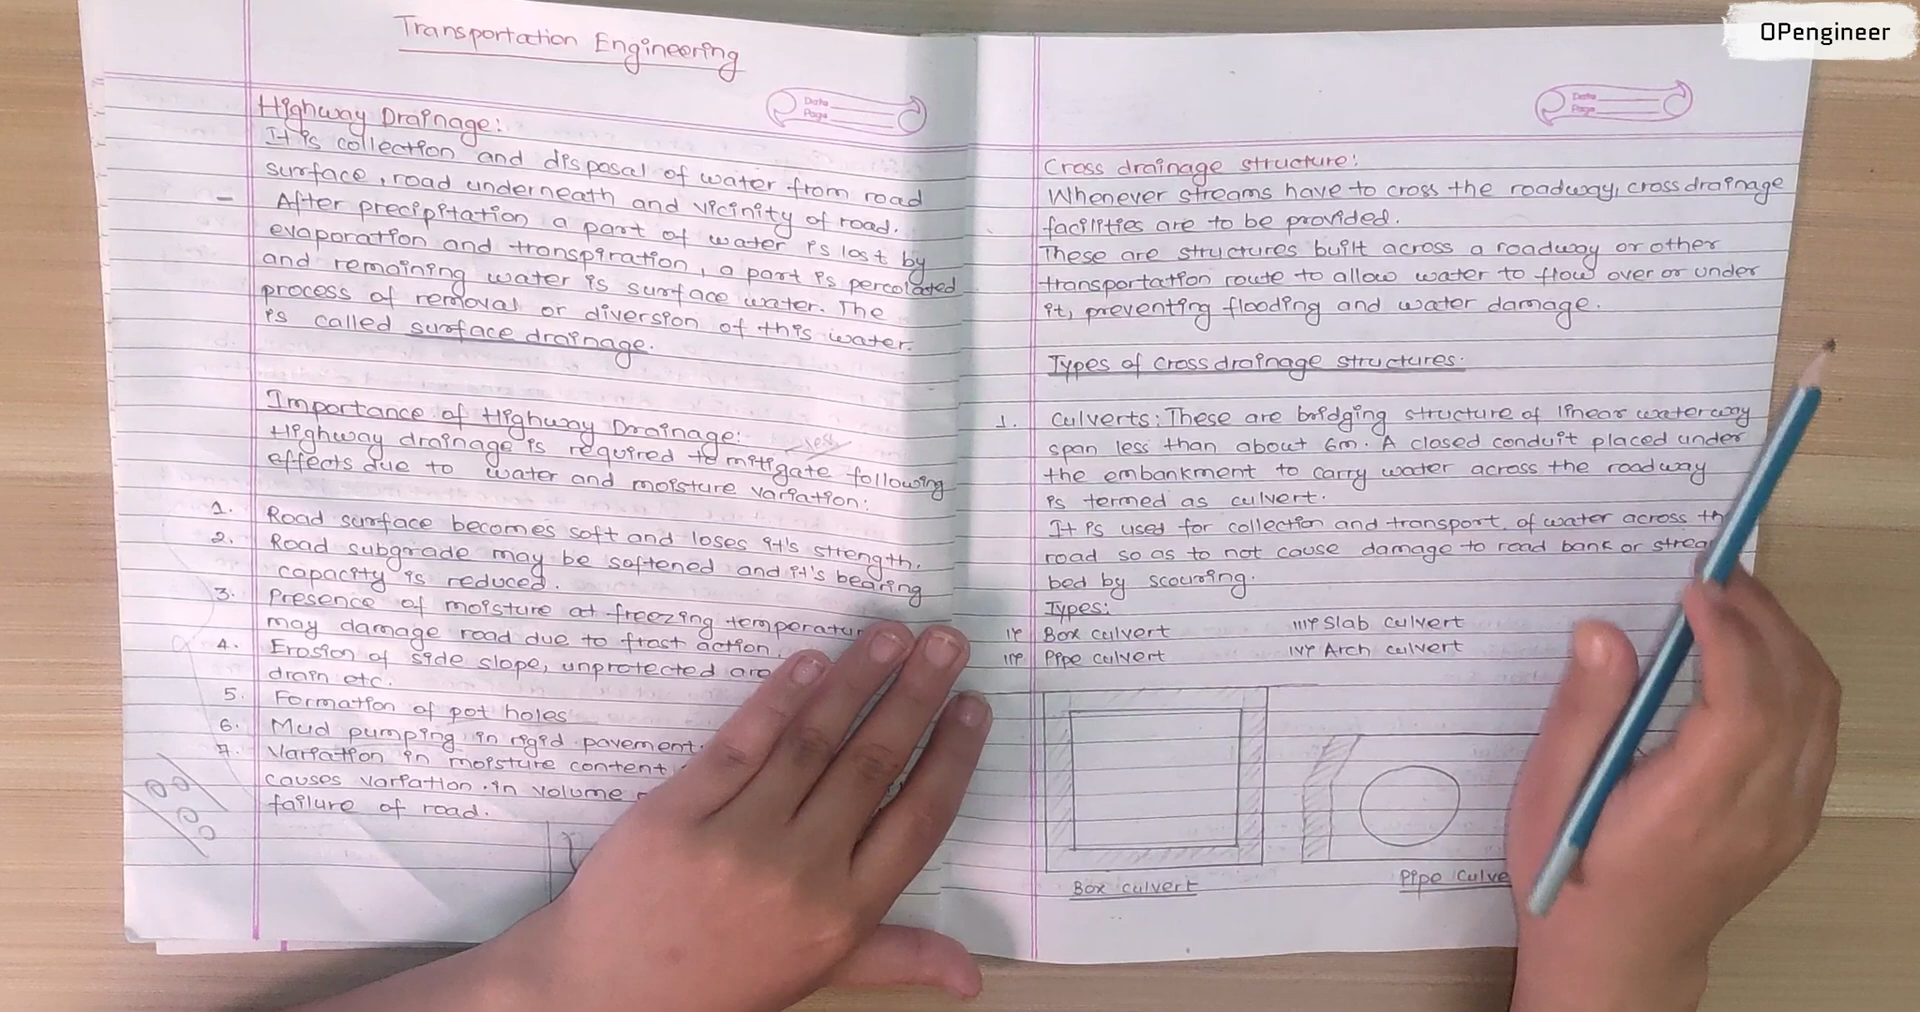 OPengineer
Transportation Engineering
Date
Page
Highway Drainage:
It is collection and disposal of water from road
surface, road underneath and vicinity of road.
- After precipitation a part of water is lost by
evaporation and transpiration, a part is percolated
and remaining water is surface water. The
process of removal or diversion of this water
is called surface drainage.
Importance of Highway Drainage:
Highway drainage is required to mitigate following
effects due to water and moisture variation:
1. Road surface becomes soft and loses it's strength.
2. Road subgrade may be softened and it's bearing
capacity is reduced.
3. Presence of moisture at freezing
may damage road due to frost action.
4. Erosion of side slope, unprotected
drain etc.
5. Formation of pot holes
6. Mud pumping in rigid pavement.
7. Variation in moisture content
causes variation in volume
failure of road.
Date
Page
Cross drainage structure:
Whenever streams have to cross the roadway, cross drainage
facilities are to be provided.
These are structures built across a roadway or other
transportation route to allow water to flow over or under
it, preventing flooding and water damage.
Types of cross drainage structures:
1. Culverts: These are bridging structure of linear waterway
span less than about 6m. A closed conduit placed under
the embankment to carry water across the roadway
is termed as culvert.
It is used for collection and transport of water across
road so as to not cause damage to road bank or
bed by scouring.
Types:
i) Box culvert iii) Slab culvert
ii) Pipe culvert iv) Arch culvert
Box culvert Pipe